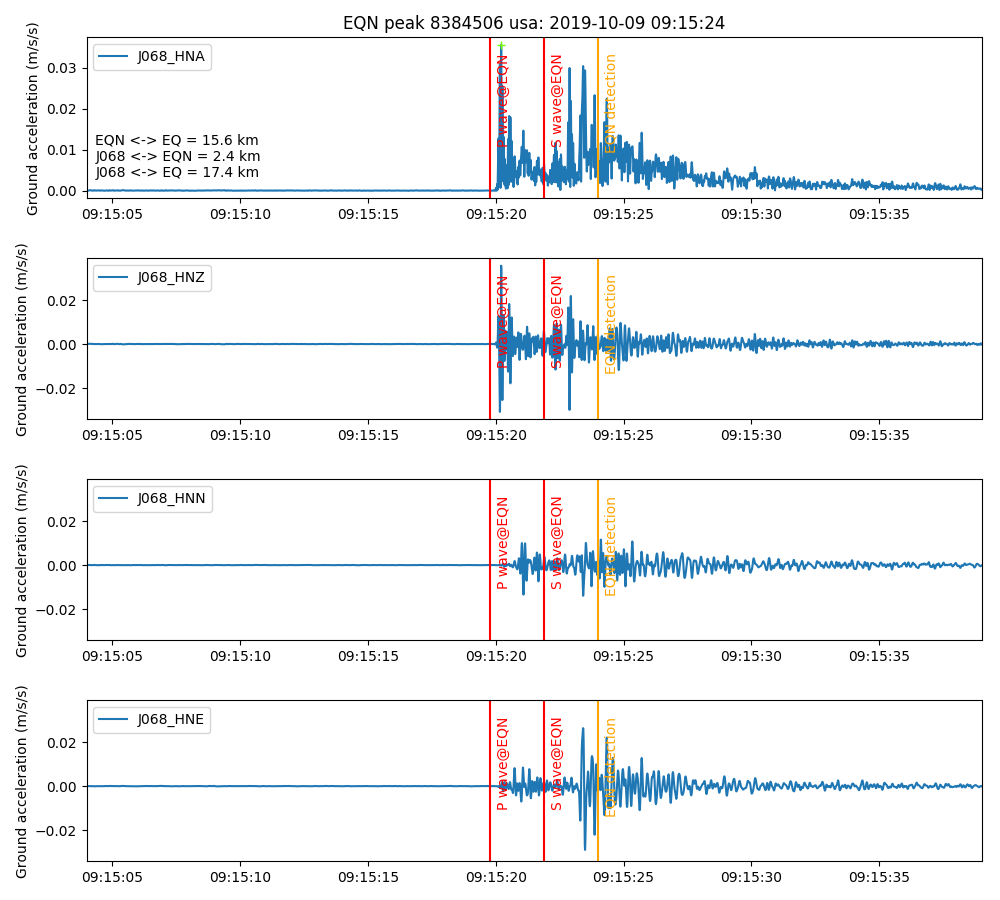 EQN peak 8384506 usa: 2019-10-09 09:15:24
Ground acceleration (m/s/s)
J068_HNA
P wave@EQN
S wave@EQN
EQN detection
EQN <-> EQ = 15.6 km
J068 <-> EQN = 2.4 km
J068 <-> EQ = 17.4 km
0.03
0.02
0.01
0.00
09:15:05 09:15:10 09:15:15 09:15:20 09:15:25 09:15:30 09:15:35
Ground acceleration (m/s/s)
J068_HNZ
P wave@EQN
S wave@EQN
EQN detection
0.02
0.00
−0.02
09:15:05 09:15:10 09:15:15 09:15:20 09:15:25 09:15:30 09:15:35
Ground acceleration (m/s/s)
J068_HNN
P wave@EQN
S wave@EQN
EQN detection
0.02
0.00
−0.02
09:15:05 09:15:10 09:15:15 09:15:20 09:15:25 09:15:30 09:15:35
Ground acceleration (m/s/s)
J068_HNE
P wave@EQN
S wave@EQN
EQN detection
0.02
0.00
−0.02
09:15:05 09:15:10 09:15:15 09:15:20 09:15:25 09:15:30 09:15:35